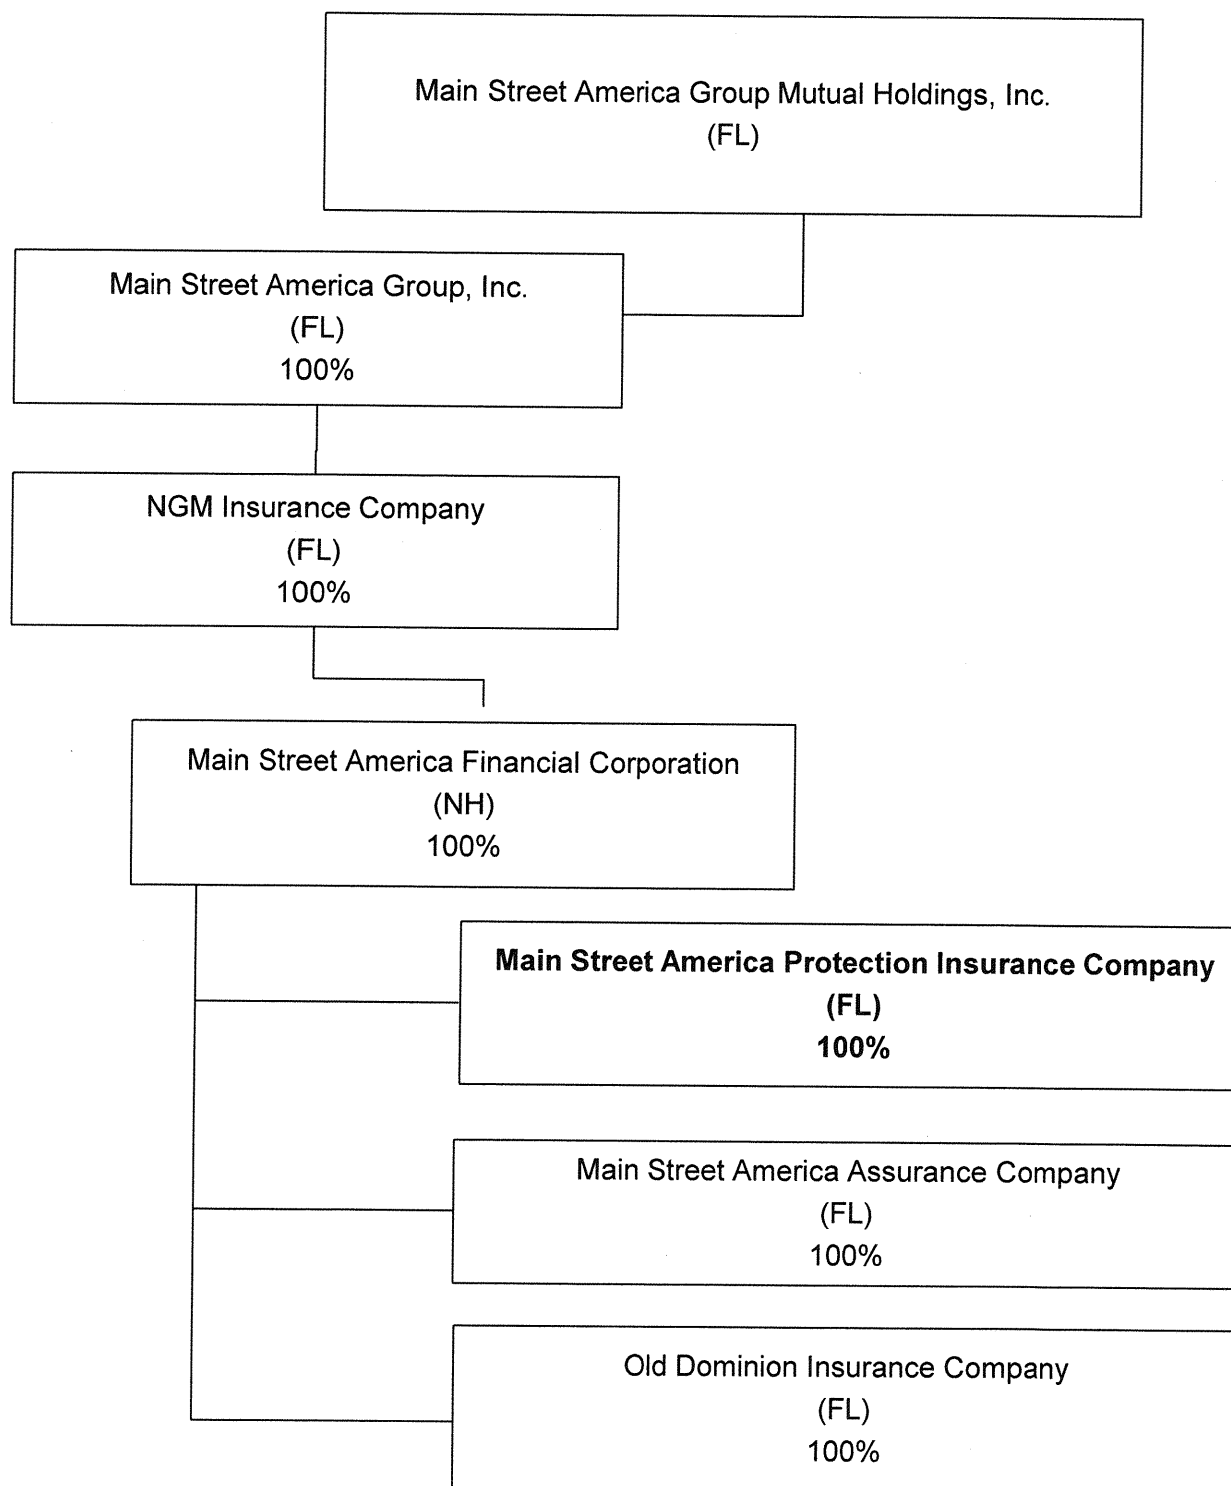 Main Street America Group Mutual Holdings, Inc.
(FL)
Main Street America Group, Inc.
(FL)
100%
NGM Insurance Company
(FL)
100%
Main Street America Financial Corporation
(NH)
100%
Main Street America Protection Insurance Company
(FL)
100%
Main Street America Assurance Company
(FL)
100%
Old Dominion Insurance Company
(FL)
100%